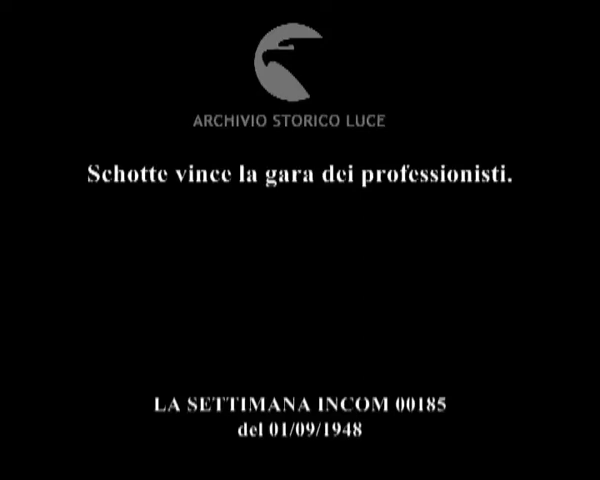 ARCHIVIO STORICO LUCE
Schotte vince la gara dei professionisti.
LA SETTIMANA INCOM 00185
del 01/09/1948